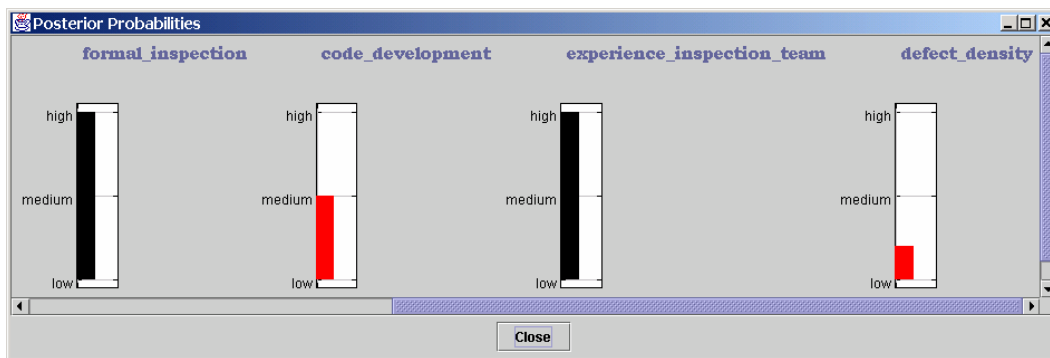 Posterior Probabilities
formal_inspection code_development experience_inspection_team defect_density
high high high high
medium medium medium medium
low low low low
Close